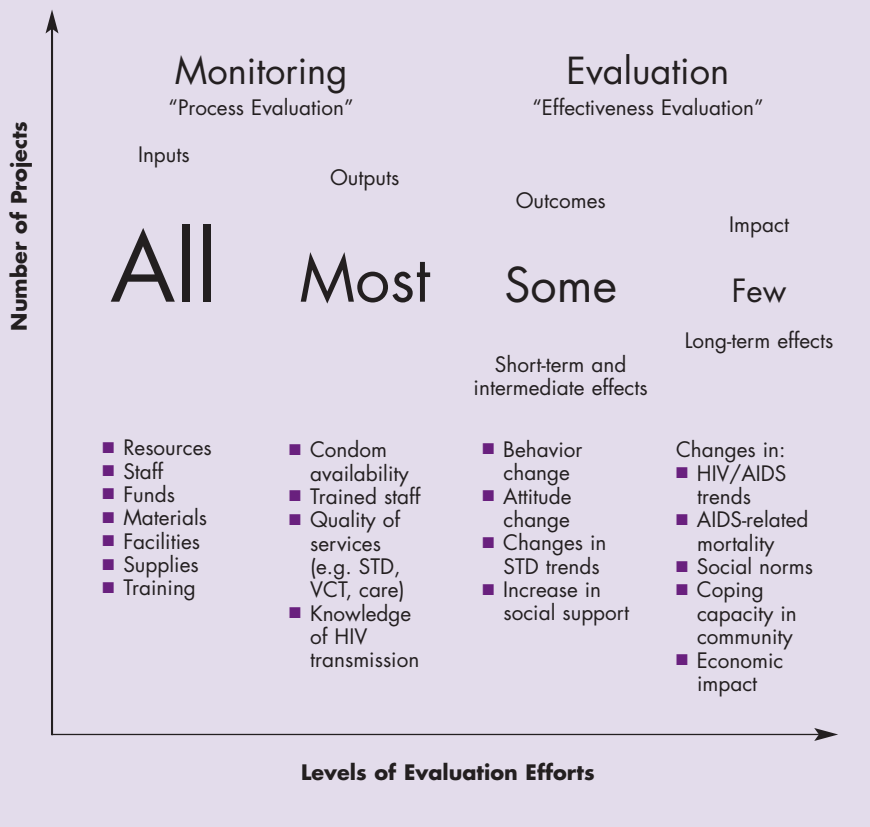 Number of Projects
Monitoring
“Process Evaluation”
Evaluation
“Effectiveness Evaluation”
Inputs
All
Outputs
Most
Outcomes
Some
Short-term and
intermediate effects
Impact
Few
Long-term effects
Resources
Staff
Funds
Materials
Facilities
Supplies
Training
Condom
availability
Trained staff
Quality of
services
(e.g. STD,
VCT, care)
Knowledge
of HIV
transmission
Behavior
change
Attitude
change
Changes in
STD trends
Increase in
social support
Changes in:
HIV/AIDS
trends
AIDS-related
mortality
Social norms
Coping
capacity in
community
Economic
impact
Levels of Evaluation Efforts